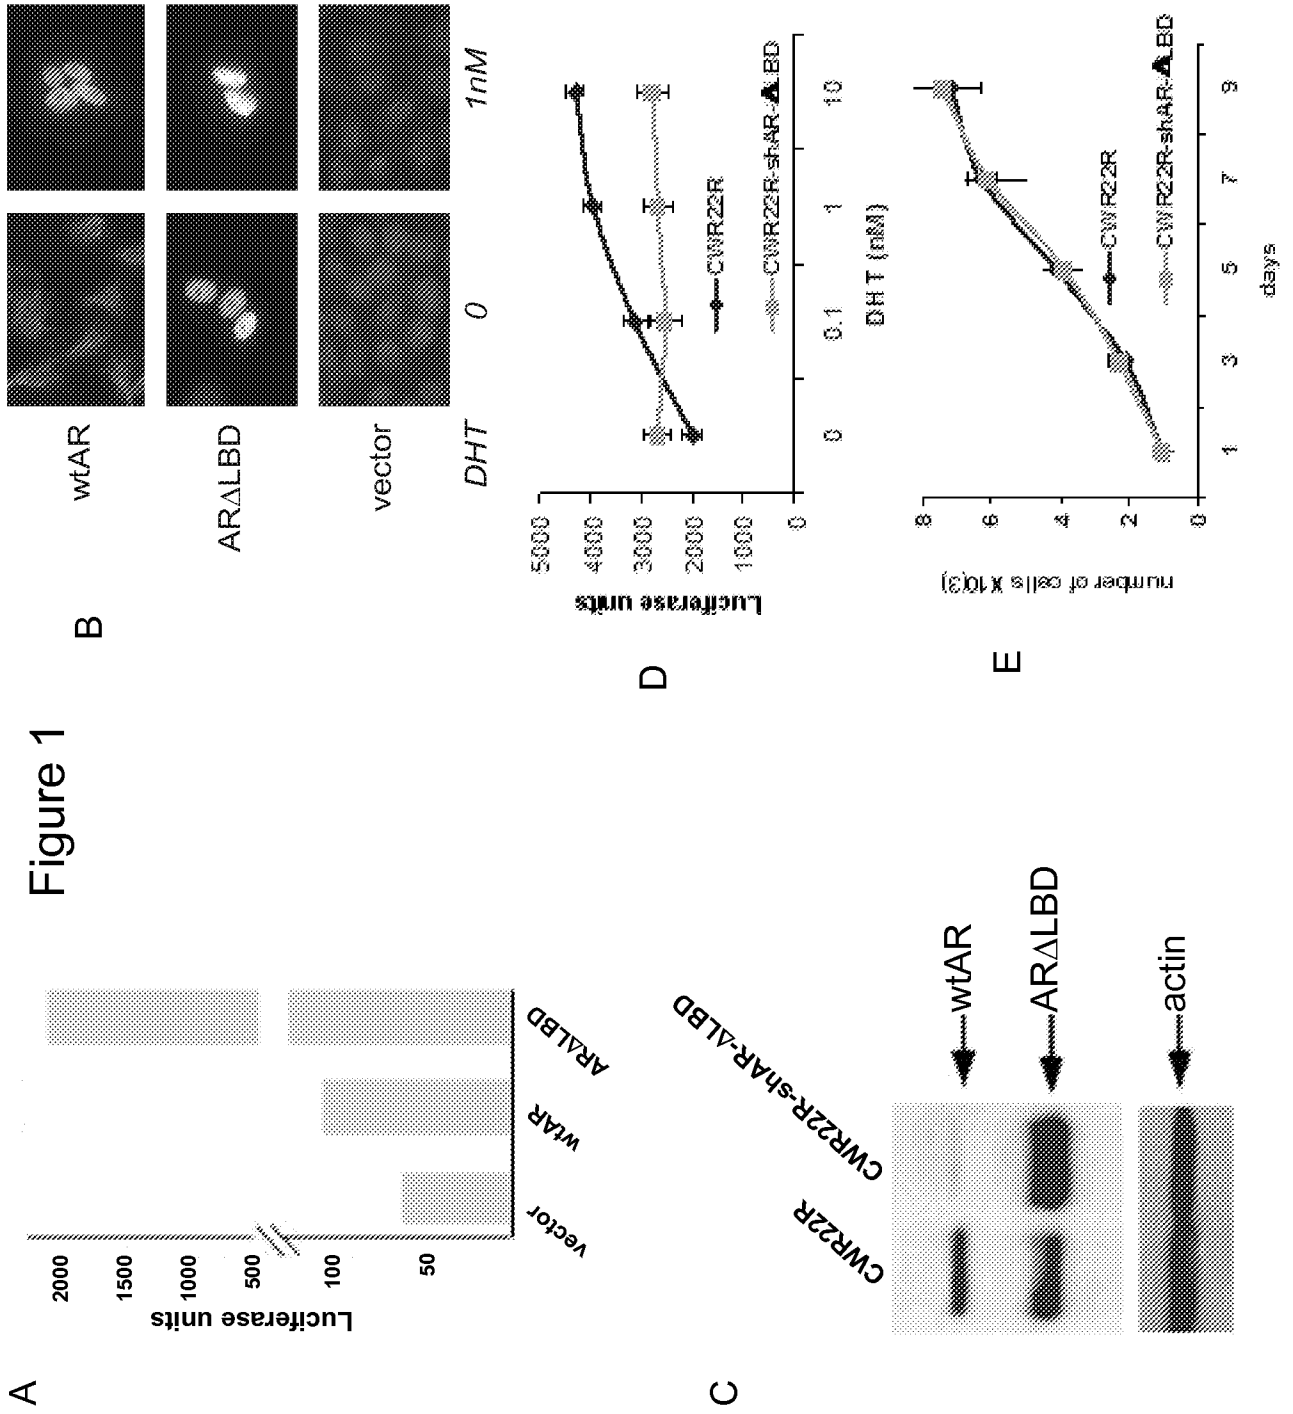 Figure 1
A
Luciferase units
2000
1500
1000
500
100
50
vector
wtAR
ARΔLBD
B
wtAR
ARΔLBD
vector
DHT
0
1nM
C
CWR22R
CWR22R-shAR-ΔLBD
wtAR
ARΔLBD
actin
D
Luciferase units
5000
4000
3000
2000
1000
0
0
0.1
1
10
DHT (nM)
CWR22R
CWR22R-shAR-ΔLBD
E
number of cells X10(3)
8
6
4
2
0
1
3
5
7
9
days
CWR22R
CWR22R-shAR-ΔLBD